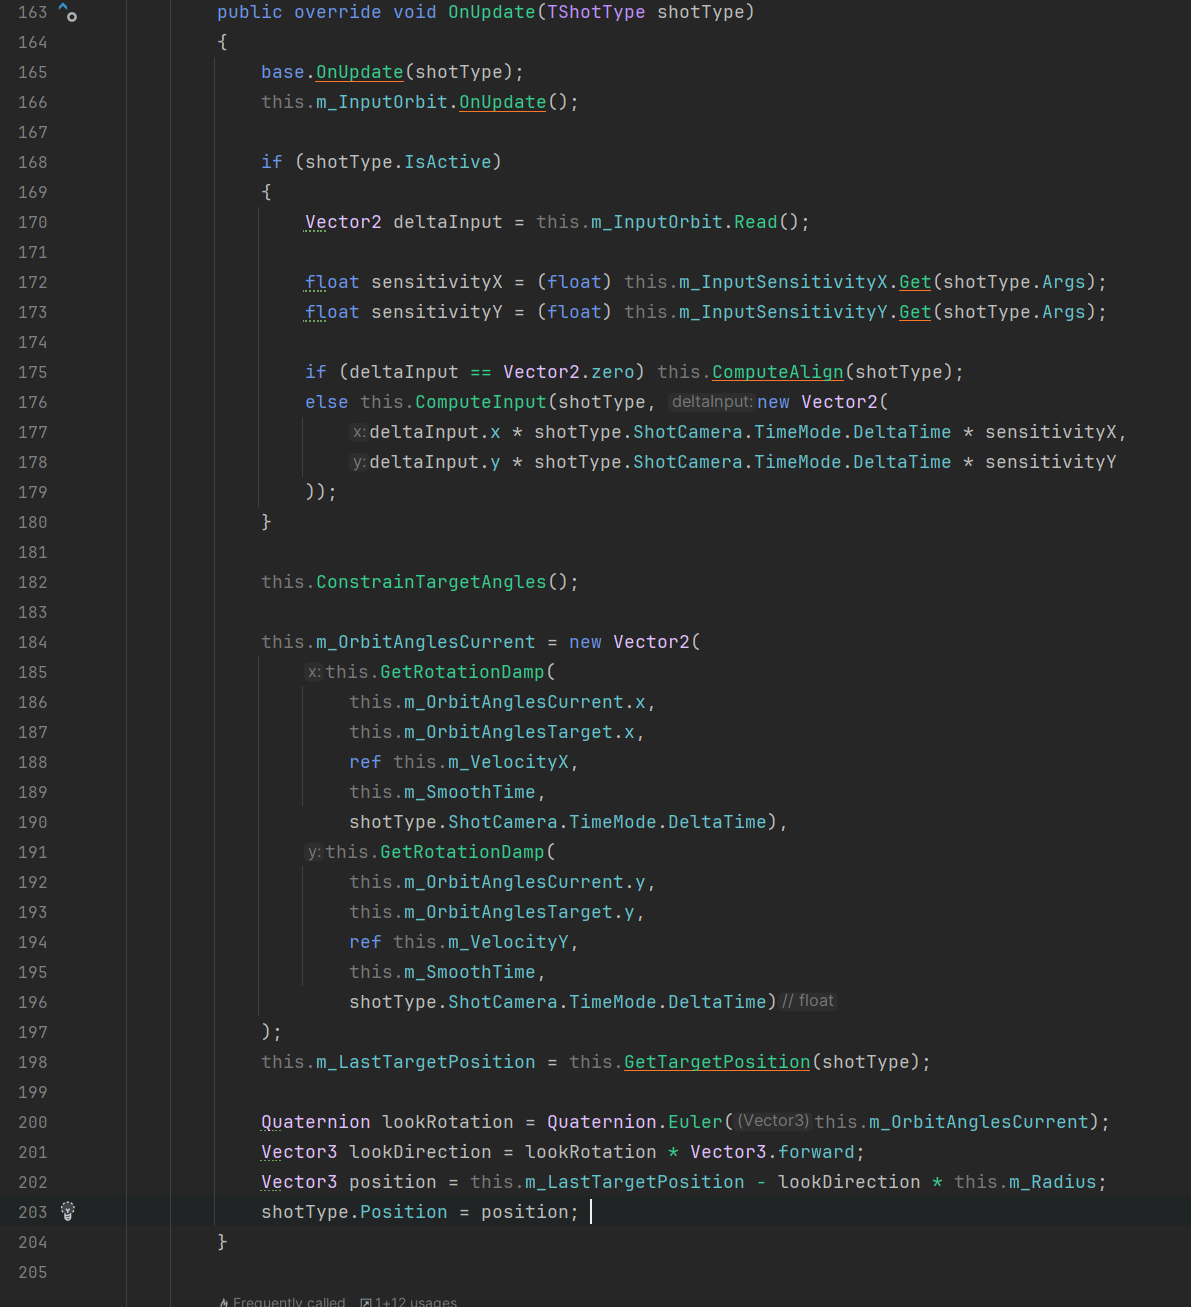 163 public override void OnUpdate(TShotType shotType)
164 {
165 base.OnUpdate(shotType);
166 this.m_InputOrbit.OnUpdate();
167
168 if (shotType.IsActive)
169 {
170 Vector2 deltaInput = this.m_InputOrbit.Read();
171
172 float sensitivityX = (float) this.m_InputSensitivityX.Get(shotType.Args);
173 float sensitivityY = (float) this.m_InputSensitivityY.Get(shotType.Args);
174
175 if (deltaInput == Vector2.zero) this.ComputeAlign(shotType);
176 else this.ComputeInput(shotType, deltaInput: new Vector2(
177 x: deltaInput.x * shotType.ShotCamera.TimeMode.DeltaTime * sensitivityX,
178 y: deltaInput.y * shotType.ShotCamera.TimeMode.DeltaTime * sensitivityY
179 ));
180 }
181
182 this.ConstrainTargetAngles();
183
184 this.m_OrbitAnglesCurrent = new Vector2(
185 x: this.GetRotationDamp(
186 this.m_OrbitAnglesCurrent.x,
187 this.m_OrbitAnglesTarget.x,
188 ref this.m_VelocityX,
189 this.m_SmoothTime,
190 shotType.ShotCamera.TimeMode.DeltaTime),
191 y: this.GetRotationDamp(
192 this.m_OrbitAnglesCurrent.y,
193 this.m_OrbitAnglesTarget.y,
194 ref this.m_VelocityY,
195 this.m_SmoothTime,
196 shotType.ShotCamera.TimeMode.DeltaTime) // float
197 );
198 this.m_LastTargetPosition = this.GetTargetPosition(shotType);
199
200 Quaternion lookRotation = Quaternion.Euler((Vector3) this.m_OrbitAnglesCurrent);
201 Vector3 lookDirection = lookRotation * Vector3.forward;
202 Vector3 position = this.m_LastTargetPosition - lookDirection * this.m_Radius;
203 shotType.Position = position;
204 }
205
Frequently called 1+12 usages